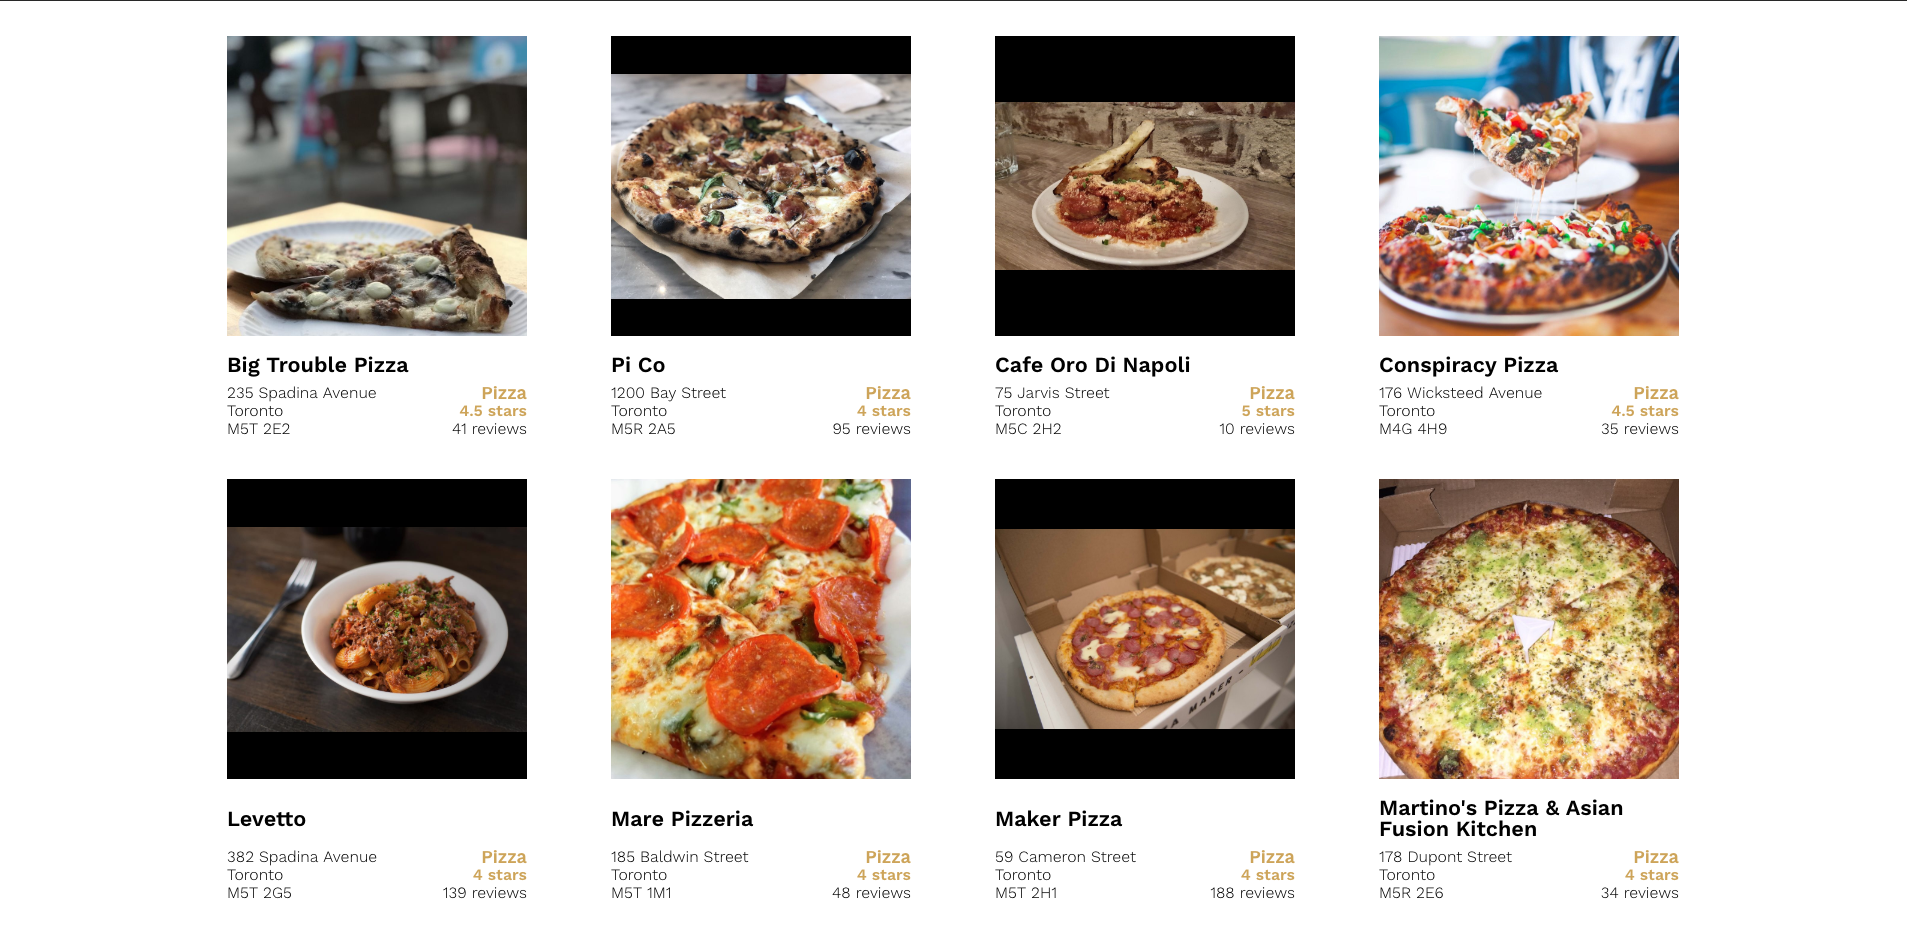 Big Trouble Pizza
235 Spadina Avenue
Pizza
Toronto
4.5 stars
M5T 2E2
41 reviews
Pi Co
1200 Bay Street
Pizza
Toronto
4 stars
M5R 2A5
95 reviews
Cafe Oro Di Napoli
75 Jarvis Street
Pizza
Toronto
5 stars
M5C 2H2
10 reviews
Conspiracy Pizza
176 Wicksteed Avenue
Pizza
Toronto
4.5 stars
M4G 4H9
35 reviews
Levetto
382 Spadina Avenue
Pizza
Toronto
4 stars
M5T 2G5
139 reviews
Mare Pizzeria
185 Baldwin Street
Pizza
Toronto
4 stars
M5T 1M1
48 reviews
MAKER
Maker Pizza
59 Cameron Street
Pizza
Toronto
4 stars
M5T 2H1
188 reviews
Martino's Pizza & Asian
Fusion Kitchen
178 Dupont Street
Pizza
Toronto
4 stars
M5R 2E6
34 reviews